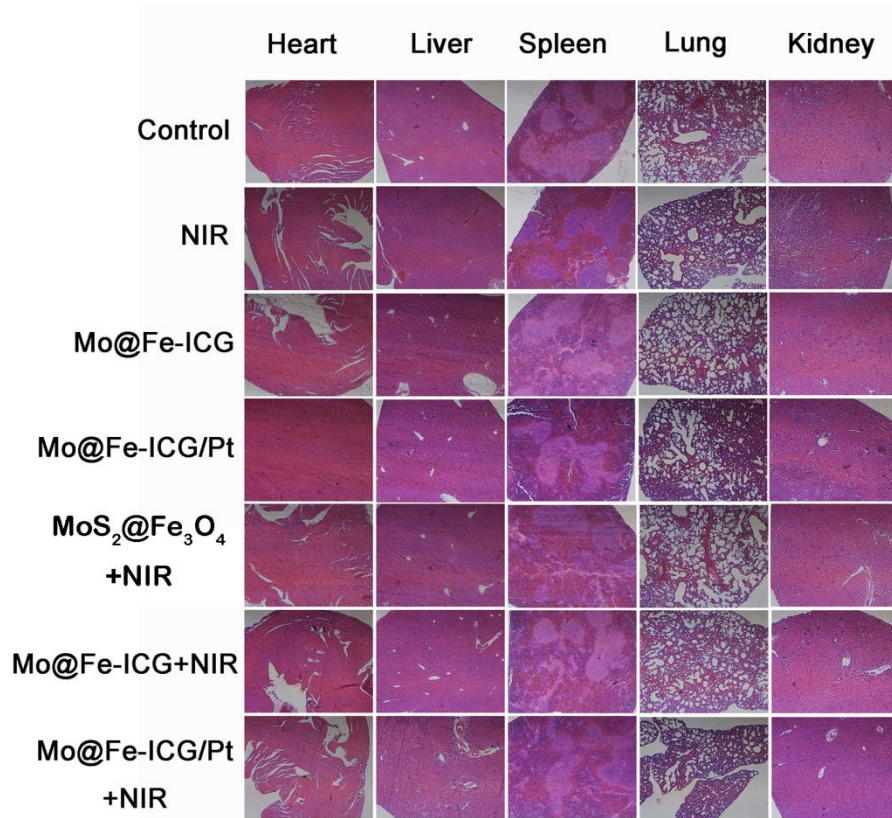 Heart Liver Spleen Lung Kidney
Control
NIR
Mo@Fe-ICG
Mo@Fe-ICG/Pt
MoS₂@Fe₃O₄
+NIR
Mo@Fe-ICG+NIR
Mo@Fe-ICG/Pt
+NIR